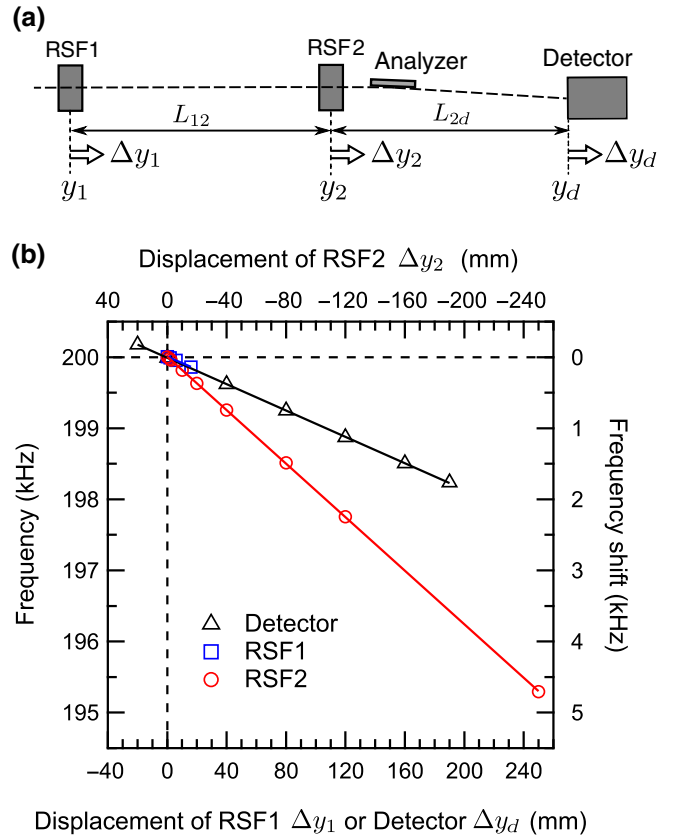 (a)
RSF1
RSF2
Analyzer
Detector
L₁₂
L₂d
Δy₁
Δy₂
Δyd
y₁
y₂
yd
(b)
Displacement of RSF2 Δy₂ (mm)
40 0 −40 −80 −120 −160 −190 −250
200
199
198
197
196
195
Frequency (kHz)
0
1
2
3
4
5
Frequency shift (kHz)
Detector
RSF1
RSF2
−40 0 40 80 120 160 200 240
Displacement of RSF1 Δy₁ or Detector Δyd (mm)